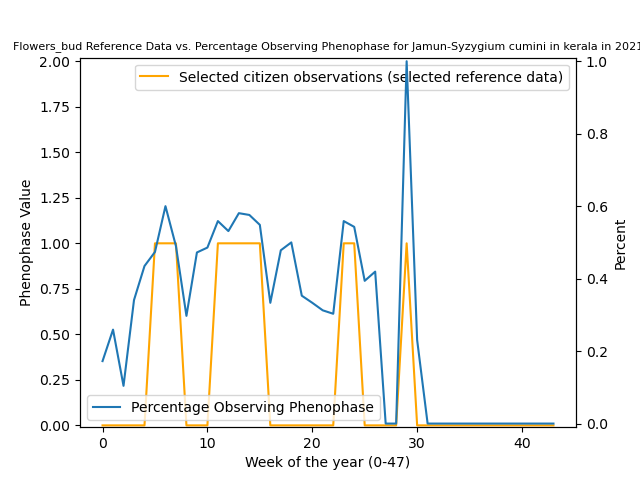 Flowers_bud Reference Data vs. Percentage Observing Phenophase for Jamun-Syzygium cumini in kerala in 2021
Selected citizen observations (selected reference data)
Percentage Observing Phenophase
Phenophase Value
2.00
1.75
1.50
1.25
1.00
0.75
0.50
0.25
0.00
Percent
1.0
0.8
0.6
0.4
0.2
0.0
0 10 20 30 40
Week of the year (0-47)